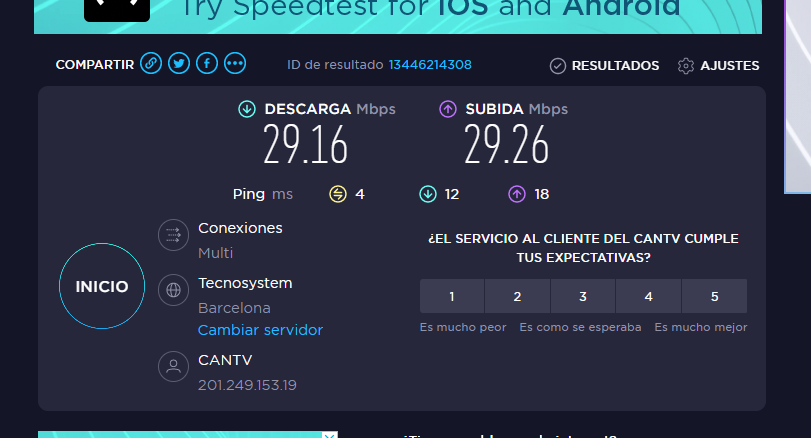 Try Speedtest for iOS and Android
COMPARTIR
ID de resultado 13446214308
RESULTADOS
AJUSTES
DESCARGA Mbps
29.16
SUBIDA Mbps
29.26
Ping ms
4
12
18
INICIO
Conexiones
Multi
Tecnosystem
Barcelona
Cambiar servidor
CANTV
201.249.153.19
¿EL SERVICIO AL CLIENTE DEL CANTV CUMPLE
TUS EXPECTATIVAS?
1 2 3 4 5
Es mucho peor Es como se esperaba Es mucho mejor